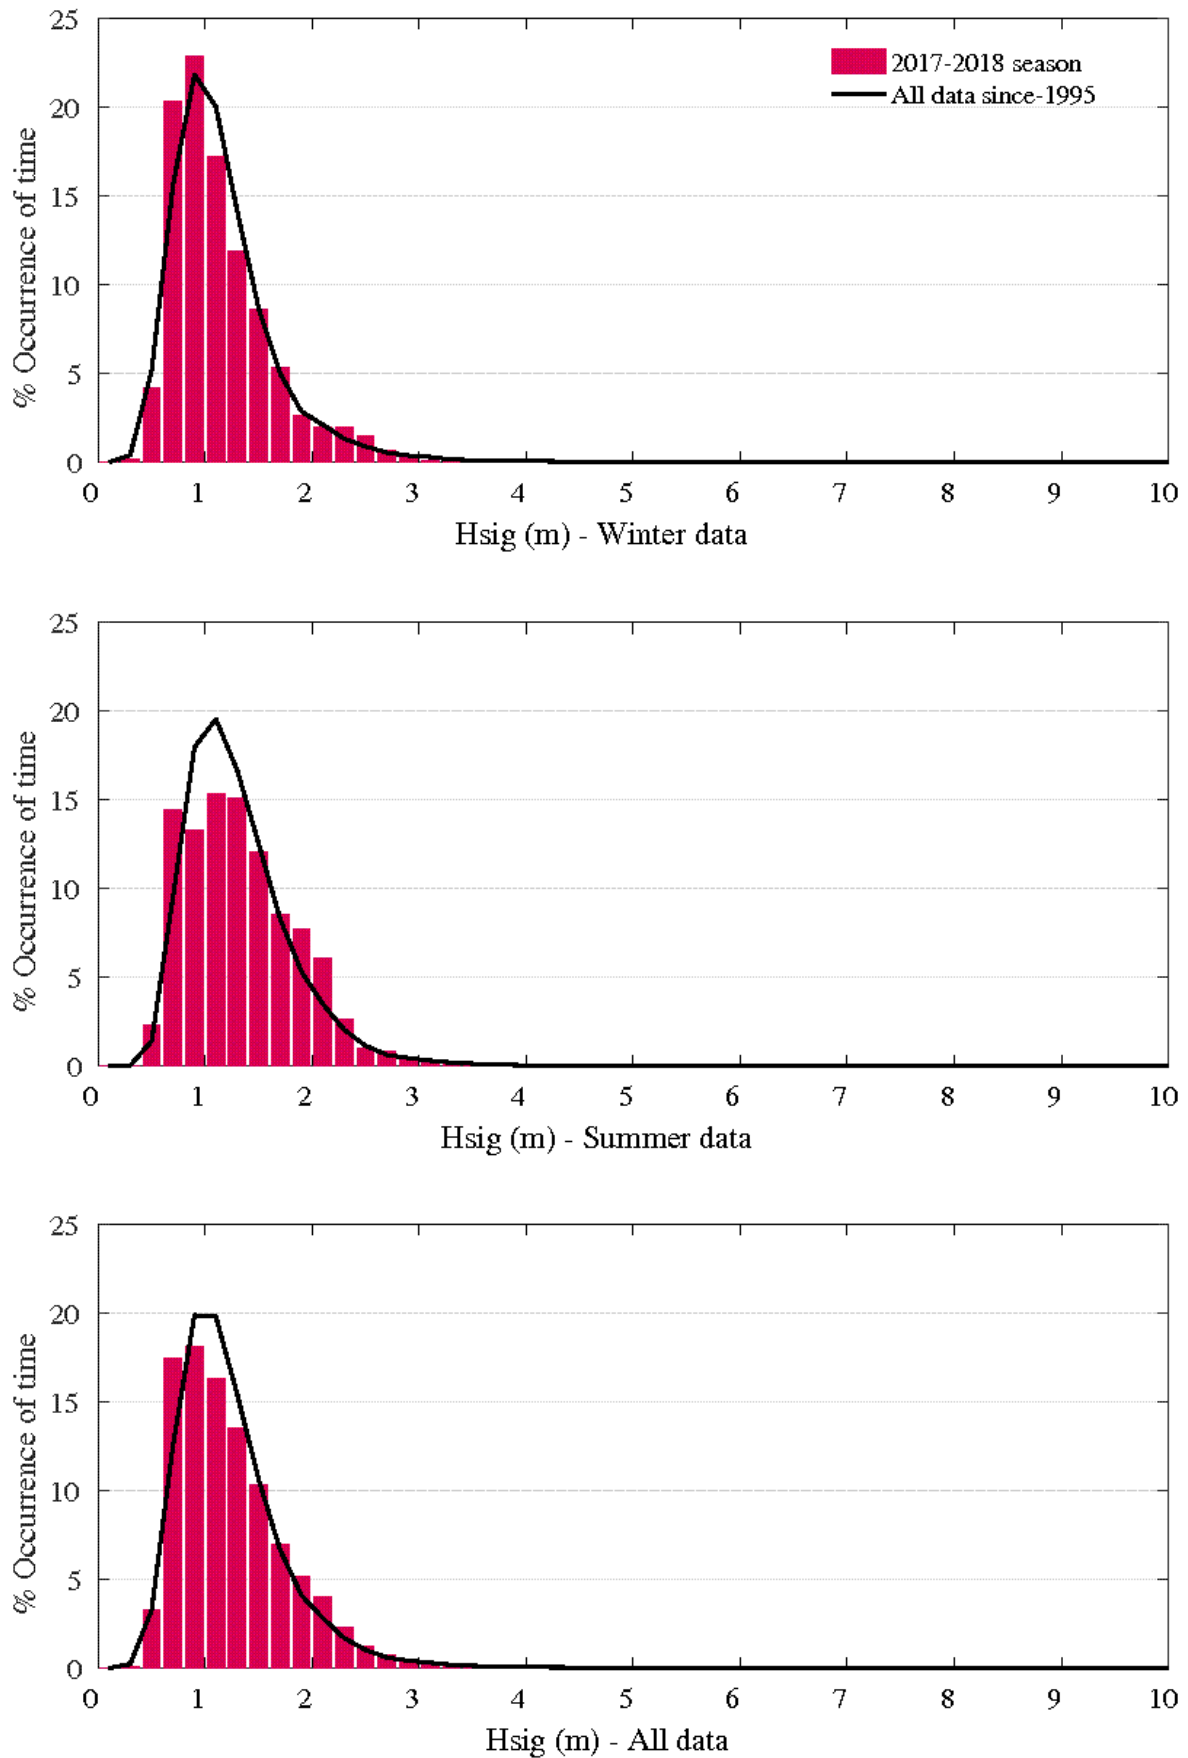 25
20
15
10
5
0
% Occurrence of time
2017-2018 season
All data since-1995
0 1 2 3 4 5 6 7 8 9 10
Hsig (m) - Winter data
25
20
15
10
5
0
% Occurrence of time
0 1 2 3 4 5 6 7 8 9 10
Hsig (m) - Summer data
25
20
15
10
5
0
% Occurrence of time
0 1 2 3 4 5 6 7 8 9 10
Hsig (m) - All data